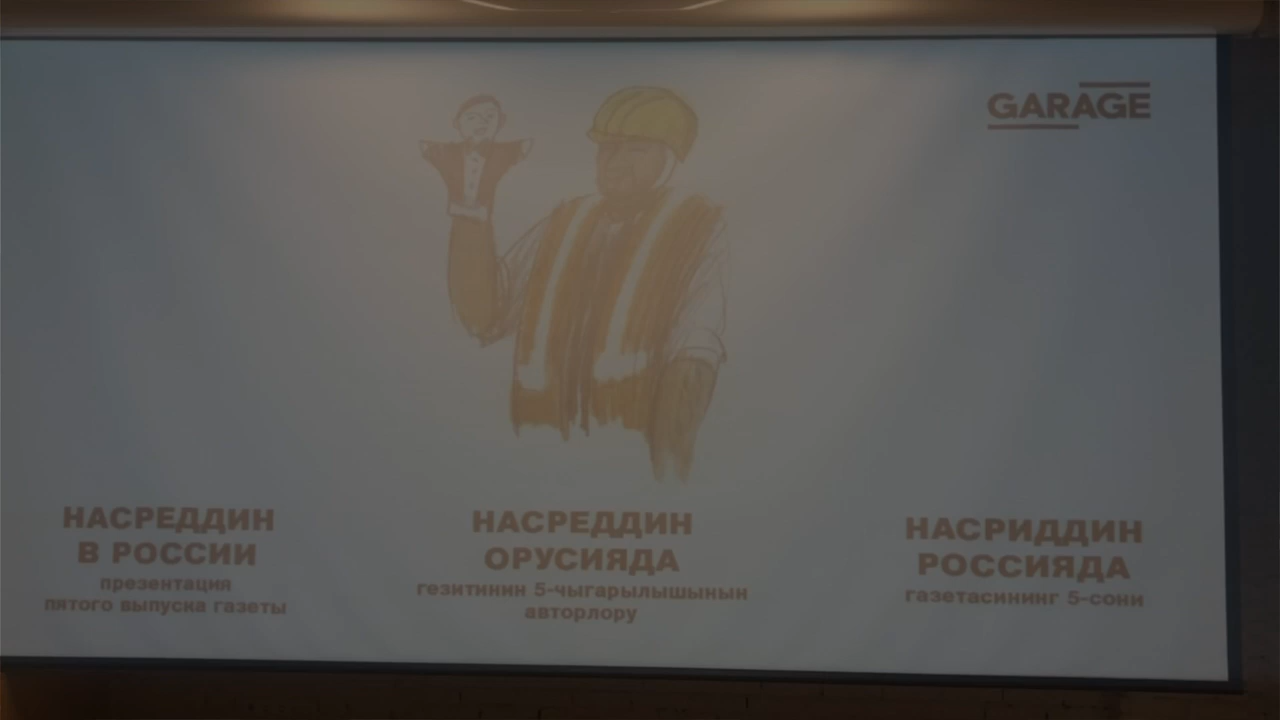 GARAGE
НАСРЕДДИН
В РОССИИ
презентация
пятого выпуска газеты
НАСРЕДДИН
ОРУСИЯДА
гезитинин 5-чыгарылышынын
авторлору
НАСРИДДИН
РОССИЯДА
газетасининг 5-сони